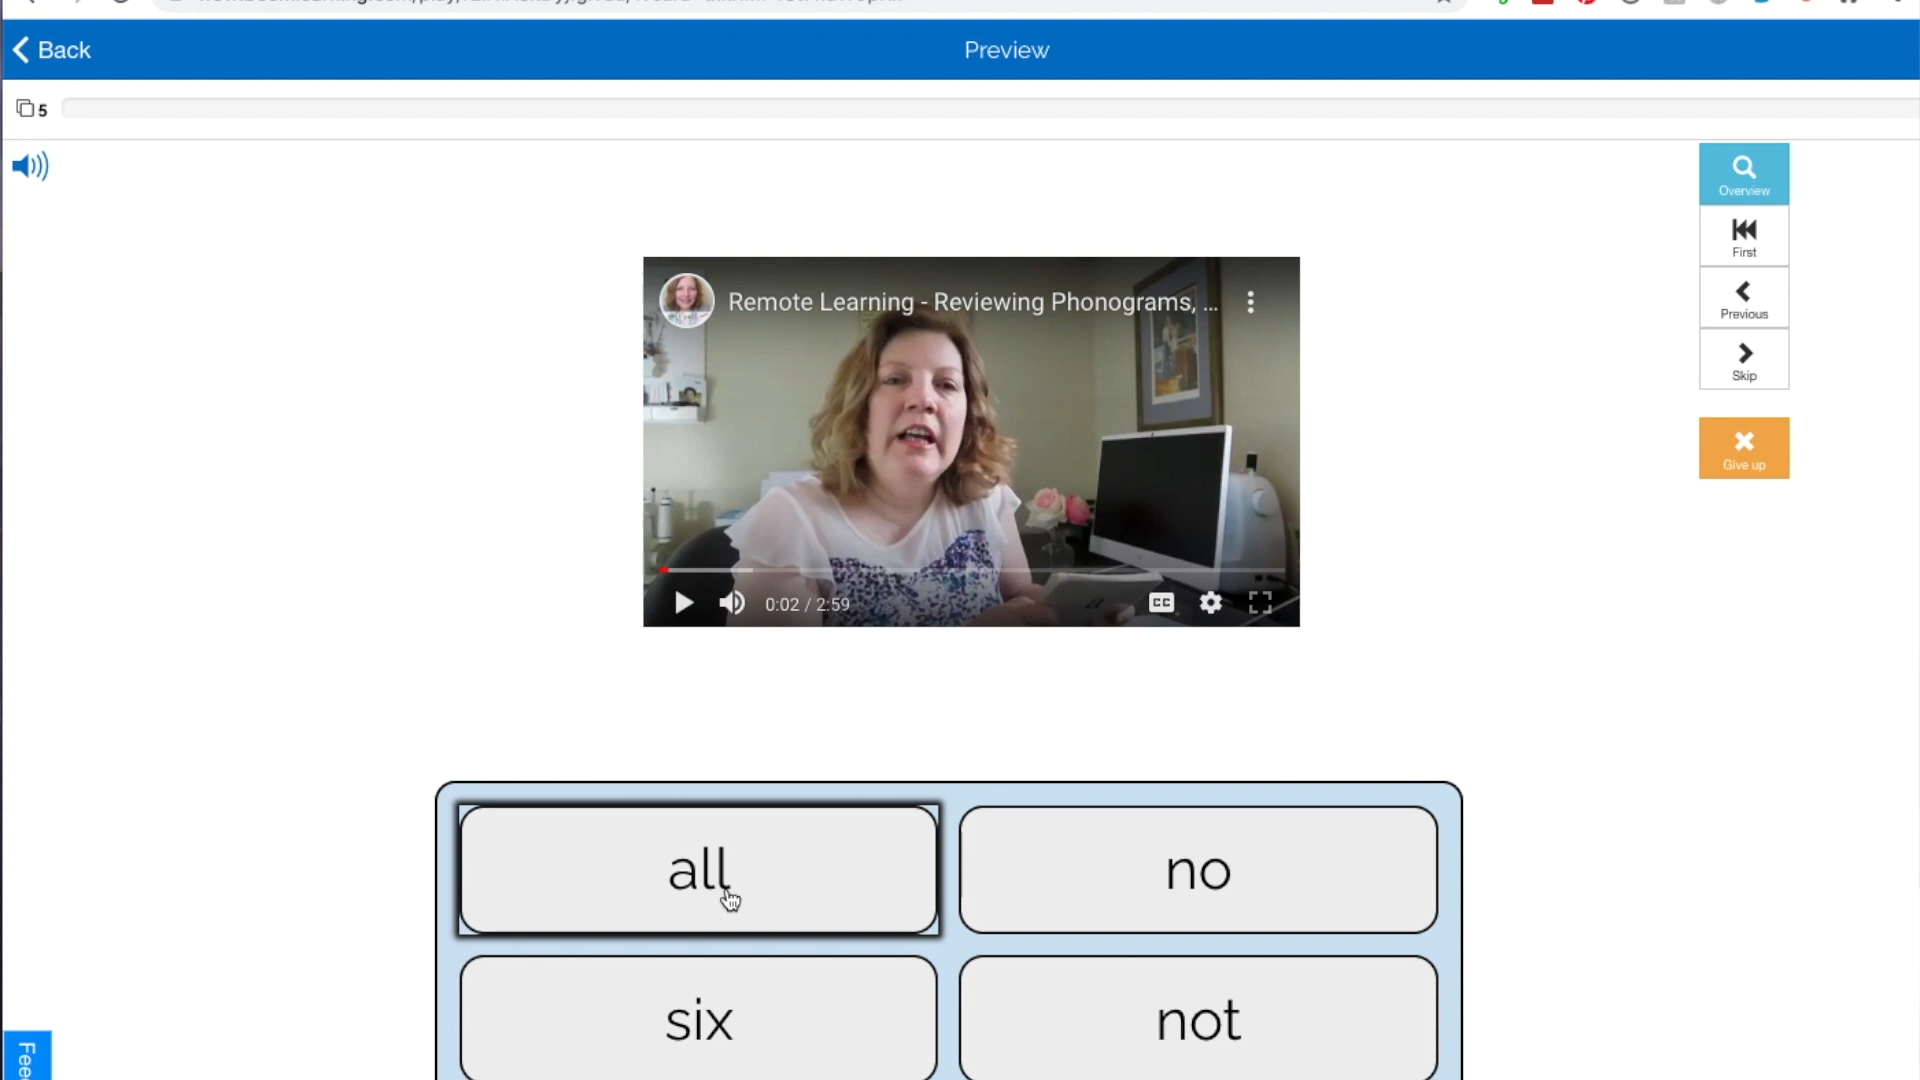 Back
Preview
5
Overview
First
Previous
Skip
Give up
Remote Learning - Reviewing Phonograms, ...
0:02 / 2:59
CC
all
no
six
not